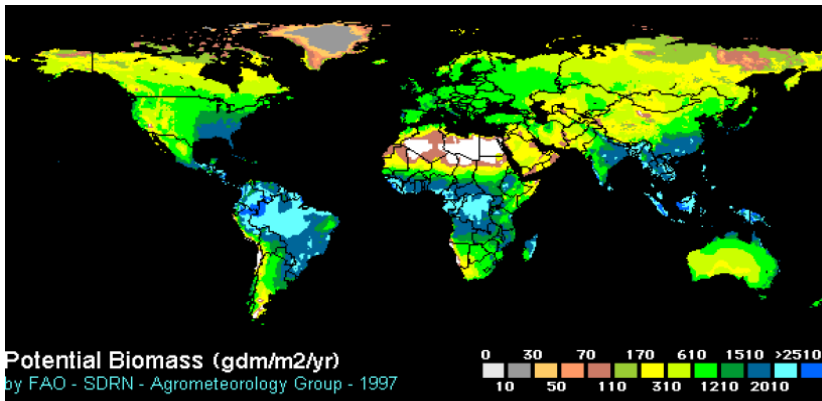 Potential Biomass (gdm/m2/yr)
by FAO - SDRN - Agrometeorology Group - 1997
0 30 70 170 610 1510 >2510
10 50 110 310 1210 2010